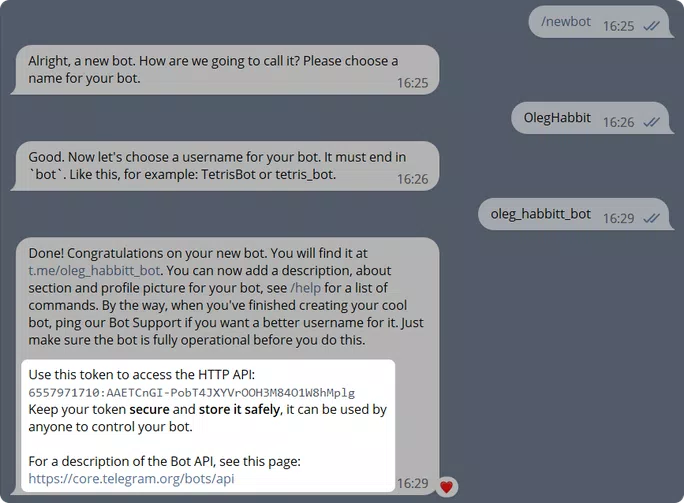 /newbot 16:25
Alright, a new bot. How are we going to call it? Please choose a
name for your bot.
16:25
OlegHabbit 16:26
Good. Now let's choose a username for your bot. It must end in
`bot`. Like this, for example: TetrisBot or tetris_bot.
16:26
oleg_habbitt_bot 16:29
Done! Congratulations on your new bot. You will find it at
t.me/oleg_habbitt_bot. You can now add a description, about
section and profile picture for your bot, see /help for a list of
commands. By the way, when you've finished creating your cool
bot, ping our Bot Support if you want a better username for it. Just
make sure the bot is fully operational before you do this.
Use this token to access the HTTP API:
6557971710:AAETCnGI-PobT4JXYVrOOH3M84O1W8hMplg
Keep your token secure and store it safely, it can be used by
anyone to control your bot.
For a description of the Bot API, see this page:
https://core.telegram.org/bots/api
16:29